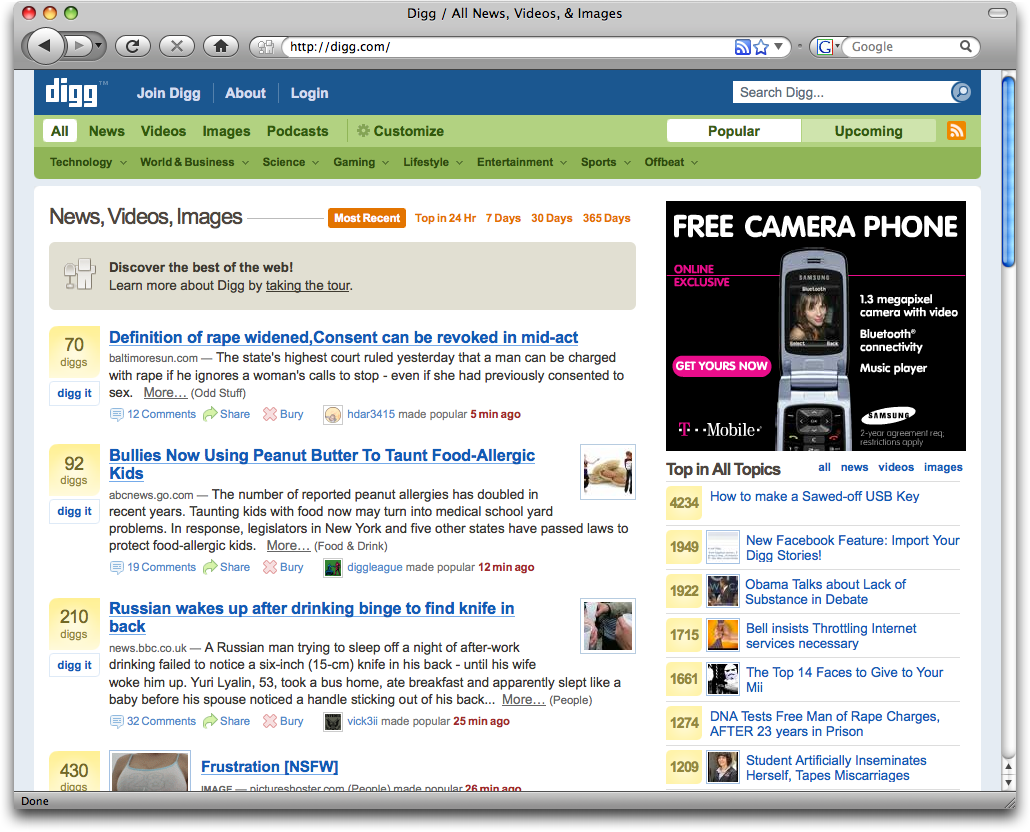 Digg / All News, Videos, & Images
http://digg.com/
G
Google
digg™
Join Digg
About
Login
Search Digg...
All
News
Videos
Images
Podcasts
Customize
Popular
Upcoming
Technology
World & Business
Science
Gaming
Lifestyle
Entertainment
Sports
Offbeat
News, Videos, Images
Most Recent
Top in 24 Hr
7 Days
30 Days
365 Days
Discover the best of the web!
Learn more about Digg by taking the tour.
70
diggs
digg it
Definition of rape widened,Consent can be revoked in mid-act
baltimoresun.com — The state's highest court ruled yesterday that a man can be charged
with rape if he ignores a woman's calls to stop - even if she had previously consented to
sex. More… (Odd Stuff)
12 Comments Share Bury hdar3415 made popular 5 min ago
92
diggs
digg it
Bullies Now Using Peanut Butter To Taunt Food-Allergic
Kids
abcnews.go.com — The number of reported peanut allergies has doubled in
recent years. Taunting kids with food now may turn into medical school yard
problems. In response, legislators in New York and five other states have passed laws to
protect food-allergic kids. More… (Food & Drink)
19 Comments Share Bury diggleague made popular 12 min ago
210
diggs
digg it
Russian wakes up after drinking binge to find knife in
back
news.bbc.co.uk — A Russian man trying to sleep off a night of after-work
drinking failed to notice a six-inch (15-cm) knife in his back - until his wife
woke him up. Yuri Lyalin, 53, took a bus home, ate breakfast and apparently slept like a
baby before his spouse noticed a handle sticking out of his back... More… (People)
32 Comments Share Bury vick3ii made popular 25 min ago
430
diggs
Frustration [NSFW]
IMAGE — pictureshoster.com (People) made popular 26 min ago
FREE CAMERA PHONE
ONLINE
EXCLUSIVE
SAMSUNG
Bluetooth
Select
Back
1.3 megapixel
camera with video
Bluetooth®
connectivity
Music player
GET YOURS NOW
T··Mobile·
SAMSUNG
2-year agreement req;
restrictions apply
Top in All Topics
all
news
videos
images
4234
How to make a Sawed-off USB Key
1949
New Facebook Feature: Import Your
Digg Stories!
1922
Obama Talks about Lack of
Substance in Debate
1715
Bell insists Throttling Internet
services necessary
1661
The Top 14 Faces to Give to Your
Mii
1274
DNA Tests Free Man of Rape Charges,
AFTER 23 years in Prison
1209
Student Artificially Inseminates
Herself, Tapes Miscarriages
Done